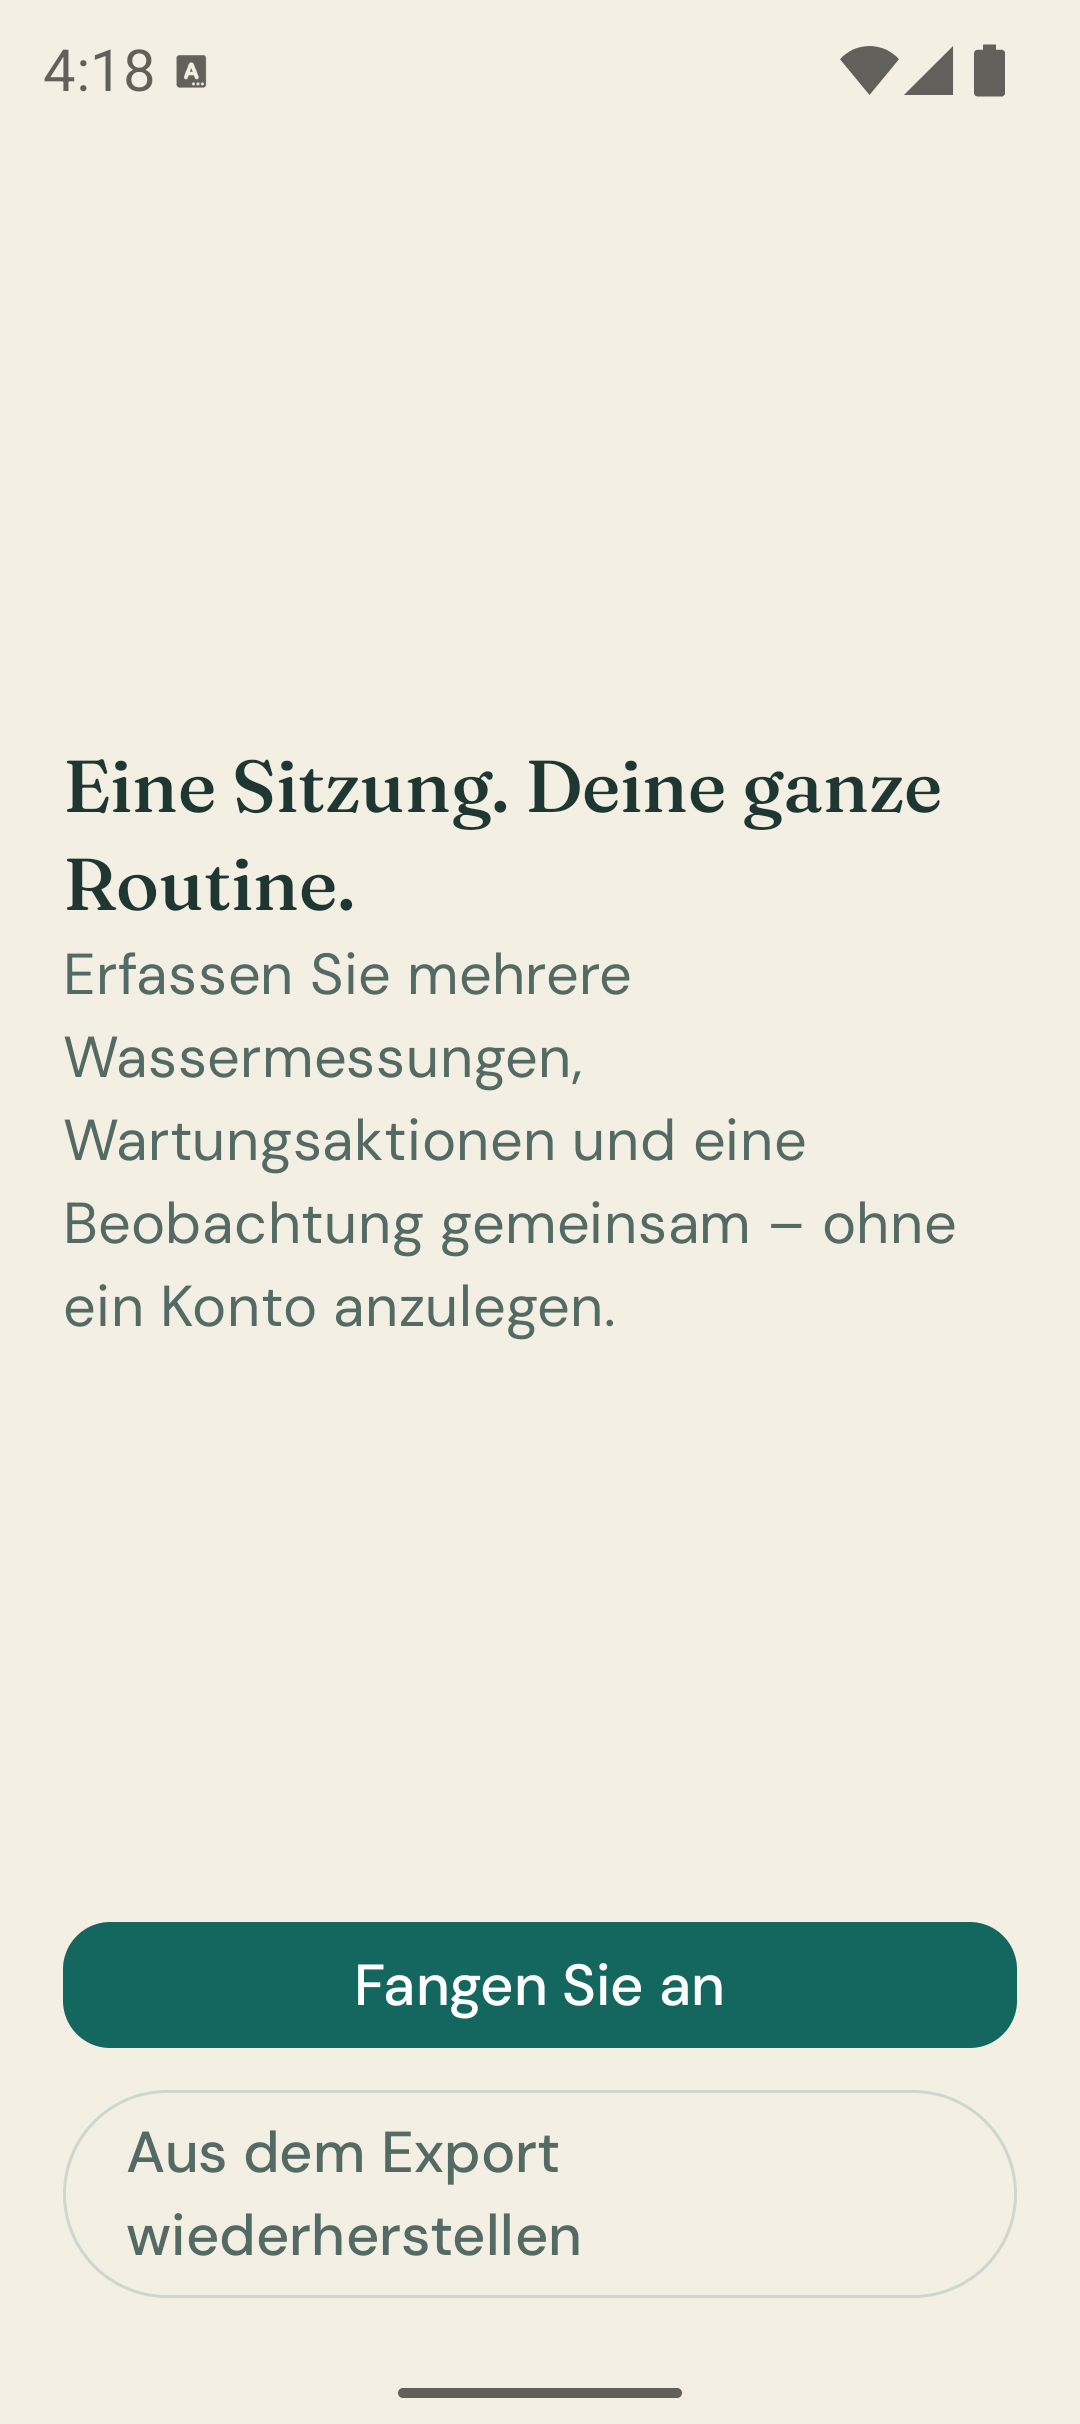 4:18
Eine Sitzung. Deine ganze
Routine.
Erfassen Sie mehrere
Wassermessungen,
Wartungsaktionen und eine
Beobachtung gemeinsam – ohne
ein Konto anzulegen.
Fangen Sie an
Aus dem Export
wiederherstellen